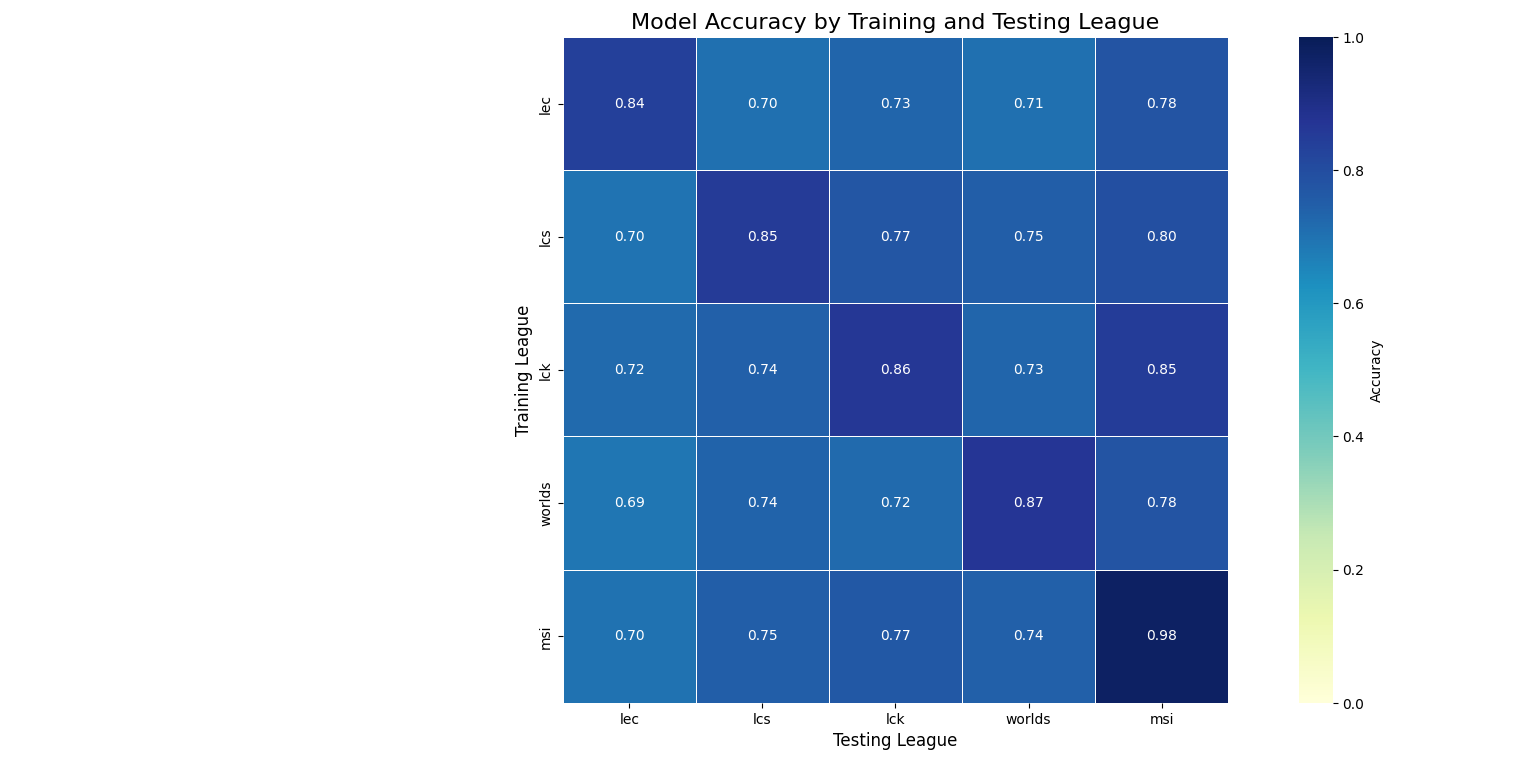 Model Accuracy by Training and Testing League
lec 0.84 0.70 0.73 0.71 0.78
lcs 0.70 0.85 0.77 0.75 0.80
lck 0.72 0.74 0.86 0.73 0.85
worlds 0.69 0.74 0.72 0.87 0.78
msi 0.70 0.75 0.77 0.74 0.98
lec lcs lck worlds msi
Training League
Testing League
1.0
0.8
0.6
0.4
0.2
0.0
Accuracy